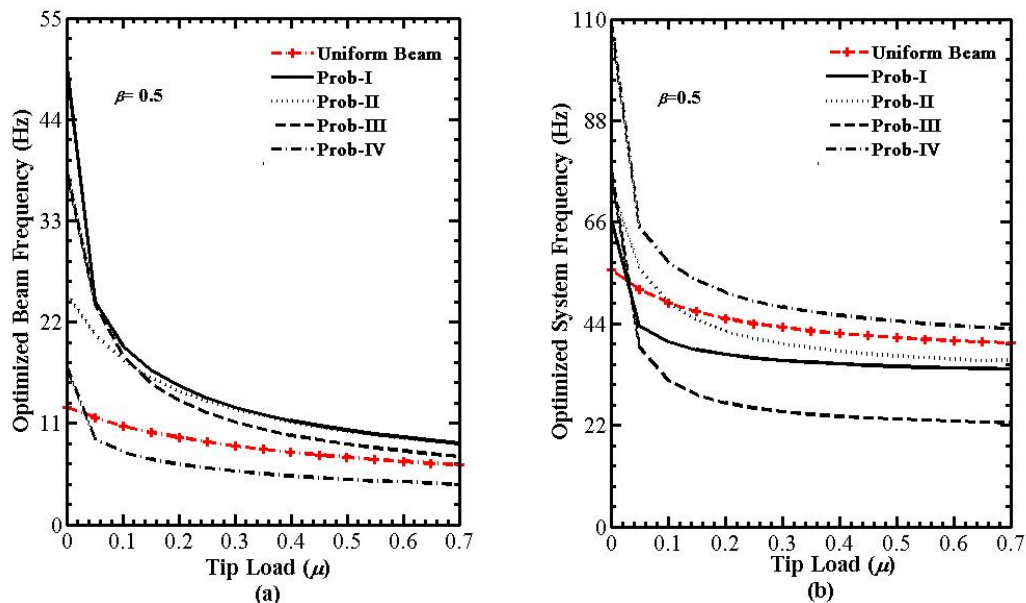 55
44
33
22
11
0
0
0.1
0.2
0.3
0.4
0.5
0.6
0.7
Optimized Beam Frequency (Hz)
Tip Load (μ)
(a)
β= 0.5
Uniform Beam
Prob-I
Prob-II
Prob-III
Prob-IV
110
88
66
44
22
0
0
0.1
0.2
0.3
0.4
0.5
0.6
0.7
Optimized System Frequency (Hz)
Tip Load (μ)
(b)
β=0.5
Uniform Beam
Prob-I
Prob-II
Prob-III
Prob-IV